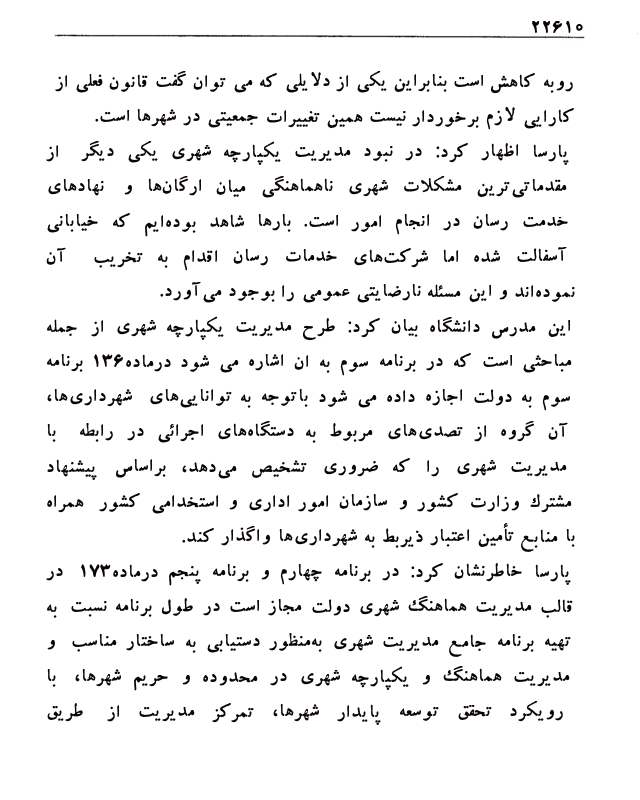 ۲۲۶۱۰
روبه کاهش است بنابراین یکی از دلایلی که می توان گفت قانون فعلی از
کارایی لازم برخوردار نیست همین تغییرات جمعیتی در شهرها است.
پارسا اظهار کرد: در نبود مدیریت یکپارچه شهری یکی دیگر از
مقدماتی‌ترین مشکلات شهری ناهماهنگی میان ارگان‌ها و نهادهای
خدمت رسان در انجام امور است. بارها شاهد بوده‌ایم که خیابانی
آسفالت شده اما شرکت‌های خدمات رسان اقدام به تخریب آن
نموده‌اند و این مسئله نارضایتی عمومی را بوجود می‌آورد.
این مدرس دانشگاه بیان کرد: طرح مدیریت یکپارچه شهری از جمله
مباحثی است که در برنامه سوم به ان اشاره می شود درماده۱۳۶ برنامه
سوم به دولت اجازه داده می شود باتوجه به توانایی‌های شهرداری‌ها،
آن گروه از تصدی‌های مربوط به دستگاه‌های اجرائی در رابطه با
مدیریت شهری را که ضروری تشخیص می‌دهد، براساس پیشنهاد
مشترك وزارت کشور و سازمان امور اداری و استخدامی کشور همراه
با منابع تأمین اعتبار ذیربط به شهرداری‌ها واگذار کند.
پارسا خاطرنشان کرد: در برنامه چهارم و برنامه پنجم درماده۱۷۳ در
قالب مدیریت هماهنگ شهری دولت مجاز است در طول برنامه نسبت به
تهیه برنامه جامع مدیریت شهری به‌منظور دستیابی به ساختار مناسب و
مدیریت هماهنگ و یکپارچه شهری در محدوده و حریم شهرها، با
رویکرد تحقق توسعه پایدار شهرها، تمرکز مدیریت از طریق